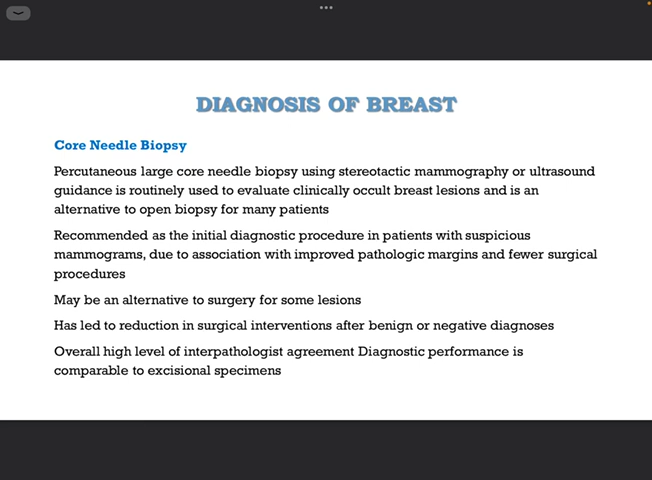 DIAGNOSIS OF BREAST
Core Needle Biopsy
Percutaneous large core needle biopsy using stereotactic mammography or ultrasound
guidance is routinely used to evaluate clinically occult breast lesions and is an
alternative to open biopsy for many patients
Recommended as the initial diagnostic procedure in patients with suspicious
mammograms, due to association with improved pathologic margins and fewer surgical
procedures
May be an alternative to surgery for some lesions
Has led to reduction in surgical interventions after benign or negative diagnoses
Overall high level of interpathologist agreement Diagnostic performance is
comparable to excisional specimens